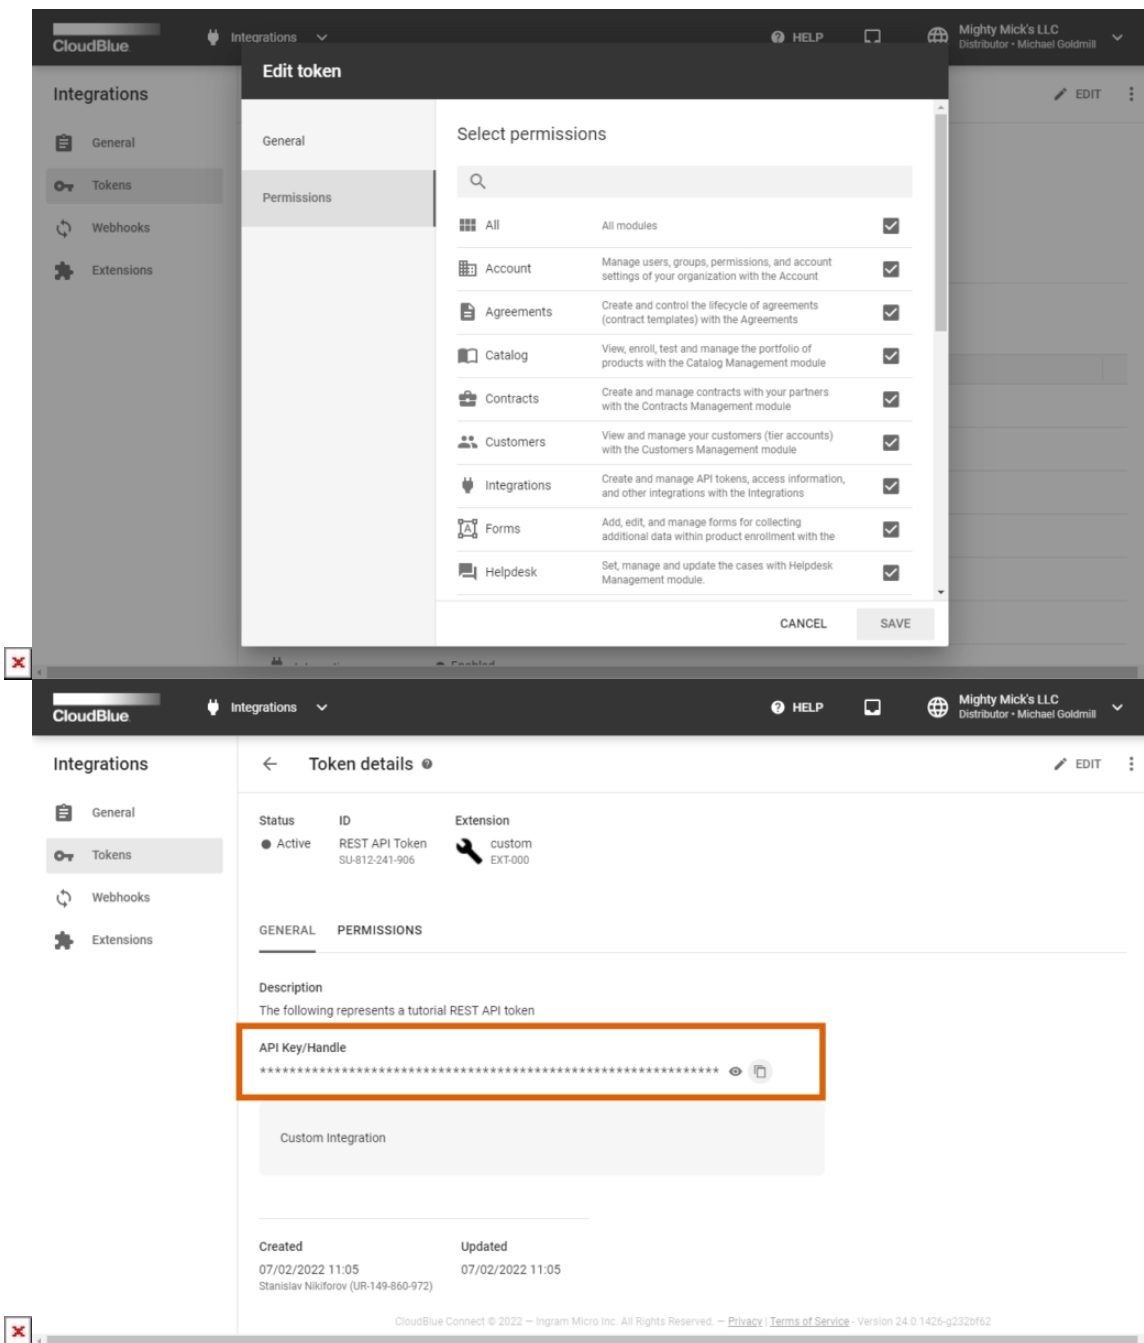 CloudBlue
Integrations
HELP
Mighty Mick's LLC
Distributor • Michael Goldmill
Edit token
Integrations
EDIT
General
Tokens
Webhooks
Extensions
General
Permissions
Select permissions
All
All modules
Account
Manage users, groups, permissions, and account
settings of your organization with the Account
Agreements
Create and control the lifecycle of agreements
(contract templates) with the Agreements
Catalog
View, enroll, test and manage the portfolio of
products with the Catalog Management module
Contracts
Create and manage contracts with your partners
with the Contracts Management module
Customers
View and manage your customers (tier accounts)
with the Customers Management module
Integrations
Create and manage API tokens, access information,
and other integrations with the Integrations
Forms
Add, edit, and manage forms for collecting
additional data within product enrollment with the
Helpdesk
Set, manage and update the cases with Helpdesk
Management module.
CANCEL
SAVE
Enabled
CloudBlue
Integrations
HELP
Mighty Mick's LLC
Distributor • Michael Goldmill
Integrations
General
Tokens
Webhooks
Extensions
Token details
EDIT
Status
ID
Extension
Active
REST API Token
custom
SU-812-241-906
EXT-000
GENERAL
PERMISSIONS
Description
The following represents a tutorial REST API token
API Key/Handle
***************************************************************
Custom Integration
Created
Updated
07/02/2022 11:05
07/02/2022 11:05
Stanislav Nikiforov (UR-149-860-972)
CloudBlue Connect © 2022 — Ingram Micro Inc. All Rights Reserved. — Privacy | Terms of Service - Version 24.0.1426-g232bf62